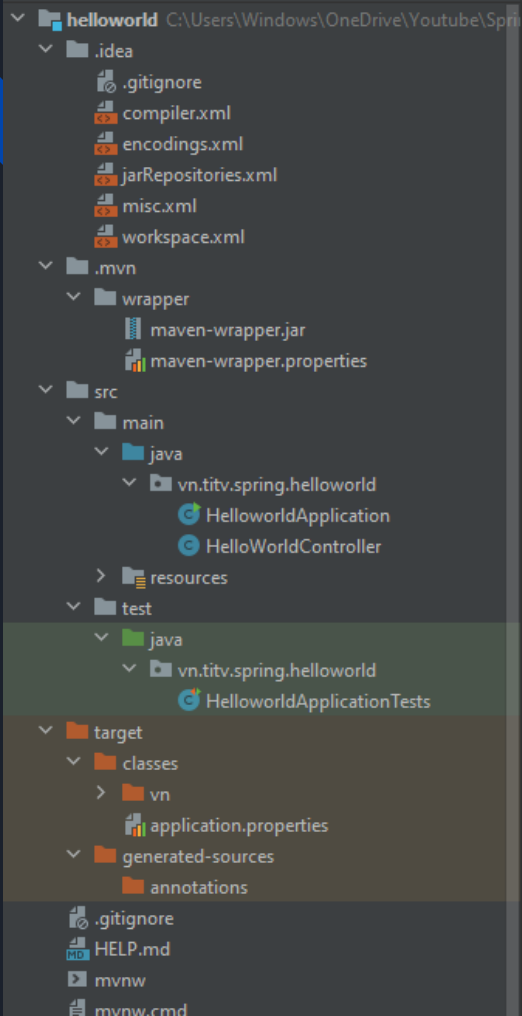 helloworld C:\Users\Windows\OneDrive\Youtube\Spri
.idea
.gitignore
compiler.xml
encodings.xml
jarRepositories.xml
misc.xml
workspace.xml
.mvn
wrapper
maven-wrapper.jar
maven-wrapper.properties
src
main
java
vn.titv.spring.helloworld
HelloworldApplication
HelloWorldController
resources
test
java
vn.titv.spring.helloworld
HelloworldApplicationTests
target
classes
vn
application.properties
generated-sources
annotations
.gitignore
HELP.md
mvnw
mvnw.cmd